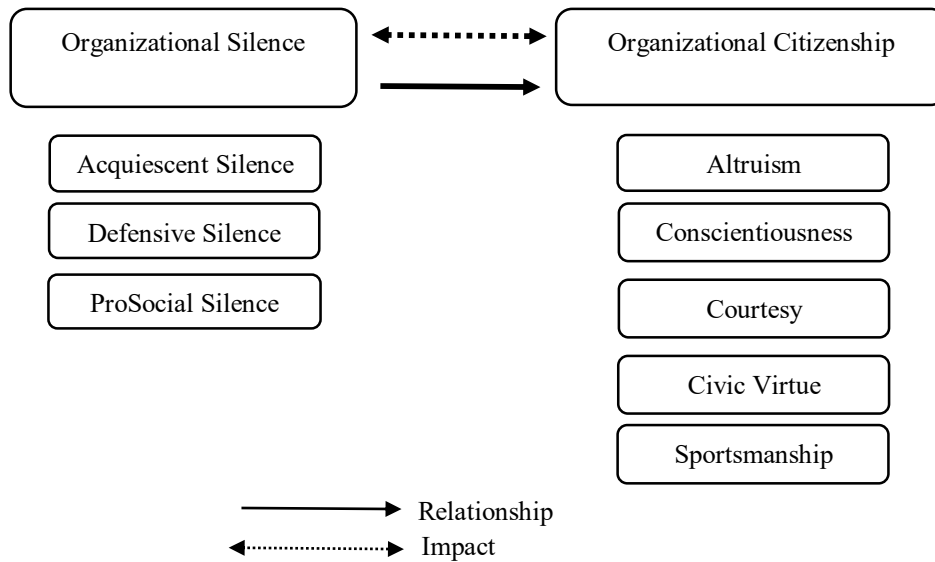 Organizational Silence
Organizational Citizenship
Acquiescent Silence
Altruism
Defensive Silence
Conscientiousness
ProSocial Silence
Courtesy
Civic Virtue
Sportsmanship
Relationship
Impact